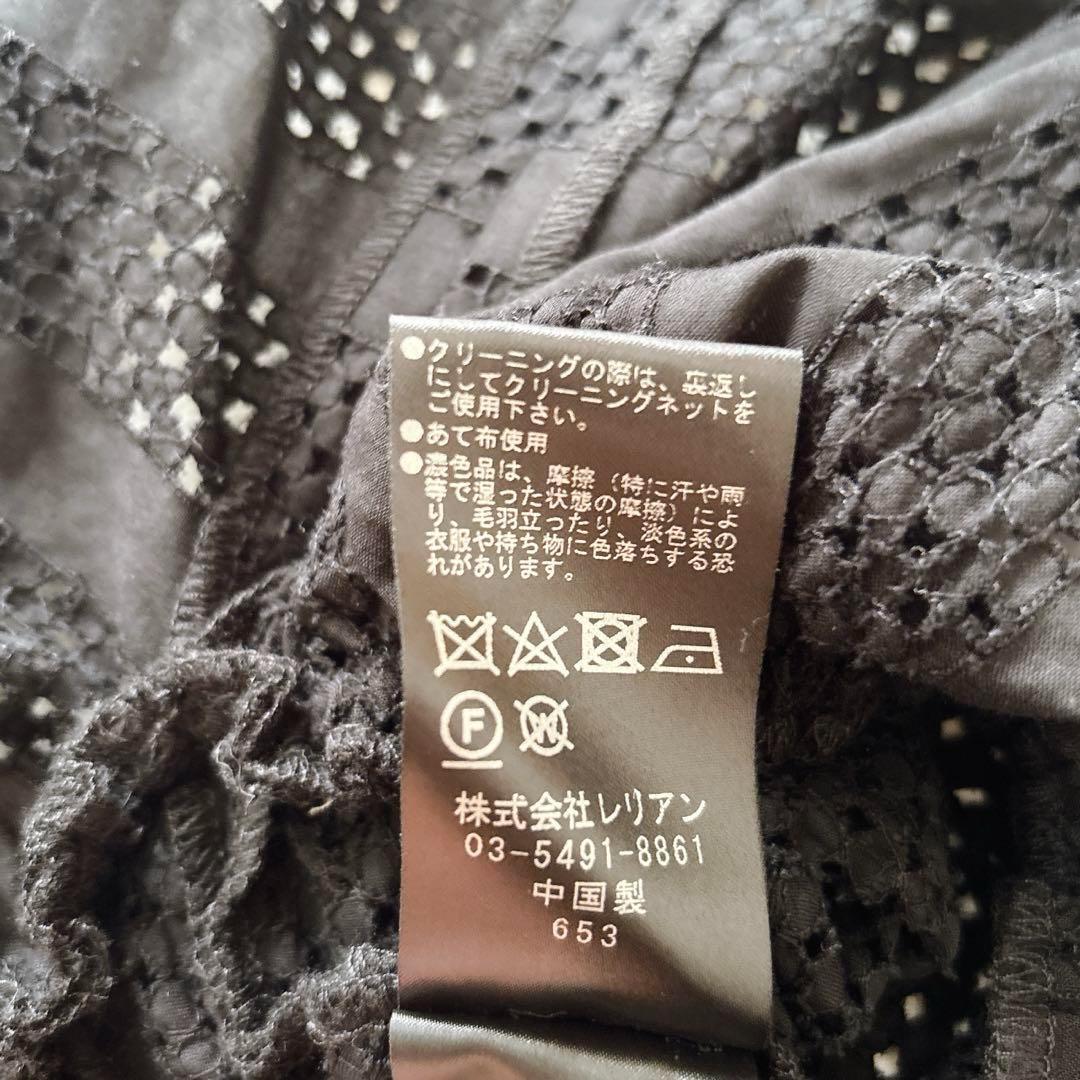 ●クリーニングの際は、裏返し
にしてクリーニングネットを
ご使用下さい。
●あて布使用
●濃色品は、摩擦(特に汗や雨
等で湿った状態の摩擦)によ
り、毛羽立ったり、淡色系の
衣服や持ち物に色落ちする恐
れがあります。
F W
株式会社レリアン
03-5491-8861
中国製
653